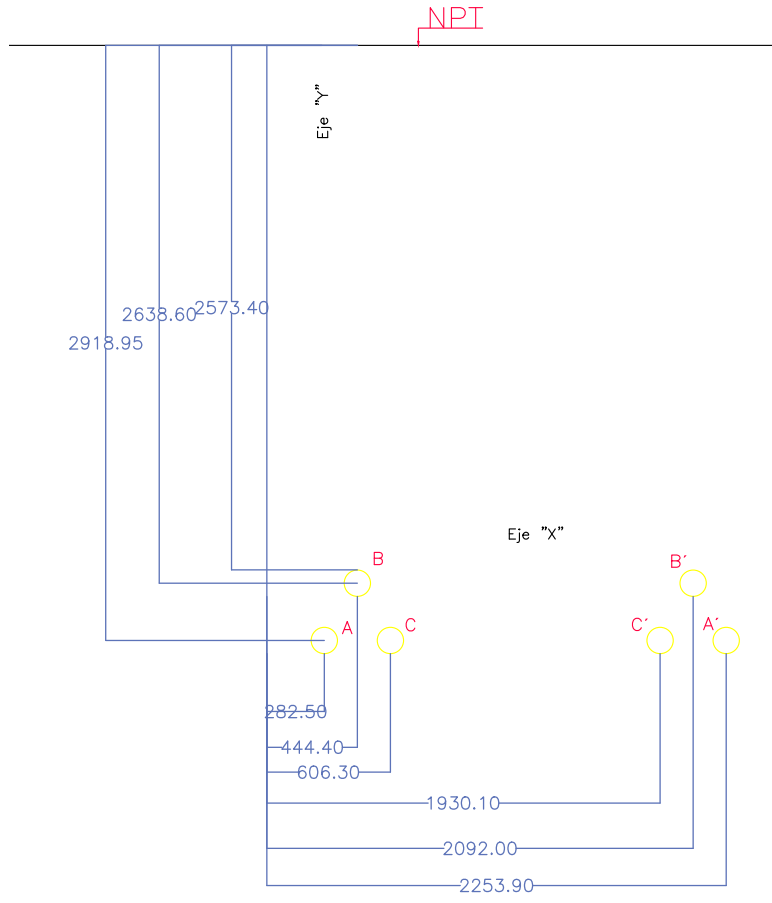 NPT
Eje "Y"
2573.40
2638.60
2918.95
Eje "X"
B
B´
A
C
C´
A´
282.50
444.40
606.30
1930.10
2092.00
2253.90